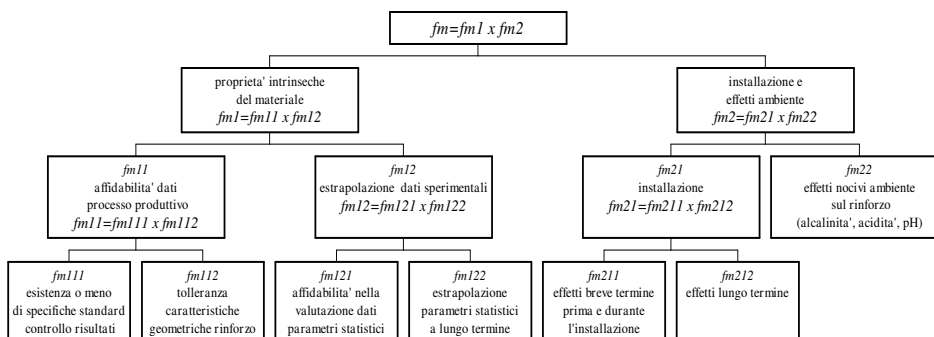 fm=fm1 x fm2
proprieta' intrinseche
del materiale
fm1=fm11 x fm12
installazione e
effetti ambiente
fm2=fm21 x fm22
fm11
affidabilita' dati
processo produttivo
fm11=fm111 x fm112
fm12
estrapolazione dati sperimentali
fm12=fm121 x fm122
fm21
installazione
fm21=fm211 x fm212
fm22
effetti nocivi ambiente
sul rinforzo
(alcalinita', acidita', pH)
fm111
esistenza o meno
di specifiche standard
controllo risultati
fm112
tolleranza
caratteristiche
geometriche rinforzo
fm121
affidabilita' nella
valutazione dati
parametri statistici
fm122
estrapolazione
parametri statistici
a lungo termine
fm211
effetti breve termine
prima e durante
l'installazione
fm212
effetti lungo termine